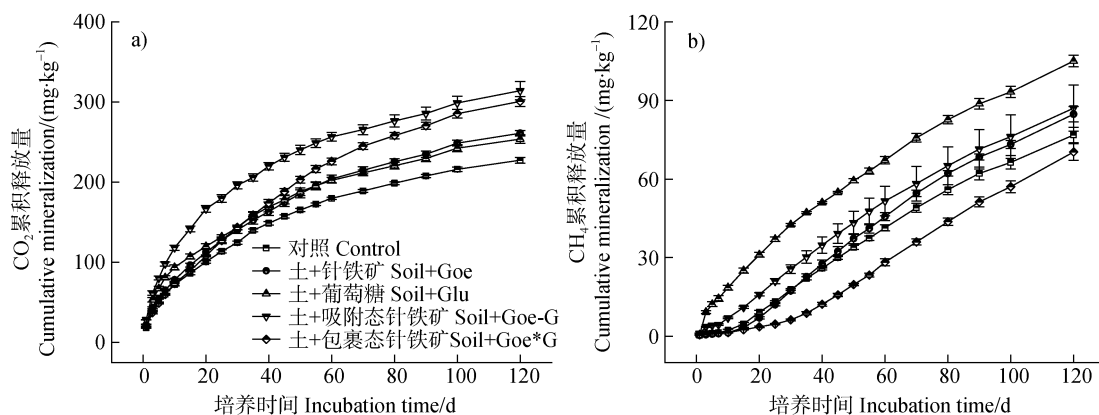 a)
CO₂累积释放量
Cumulative mineralization/(mg·kg⁻¹)
400
300
200
100
0
对照 Control
土+针铁矿 Soil+Goe
土+葡萄糖 Soil+Glu
土+吸附态针铁矿 Soil+Goe-G
土+包裹态针铁矿Soil+Goe*G
0 20 40 60 80 100 120
培养时间 Incubation time/d
b)
CH₄累积释放量
Cumulative mineralization /(mg·kg⁻¹)
120
90
60
30
0
0 20 40 60 80 100 120
培养时间 Incubation time/d